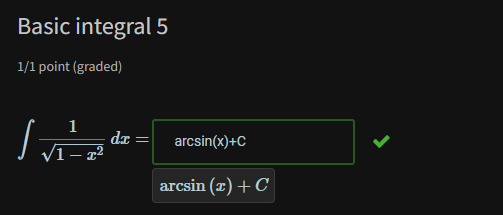 Basic integral 5
1/1 point (graded)
∫ 1/√(1 − x²) dx = arcsin(x)+C
arcsin (x) + C